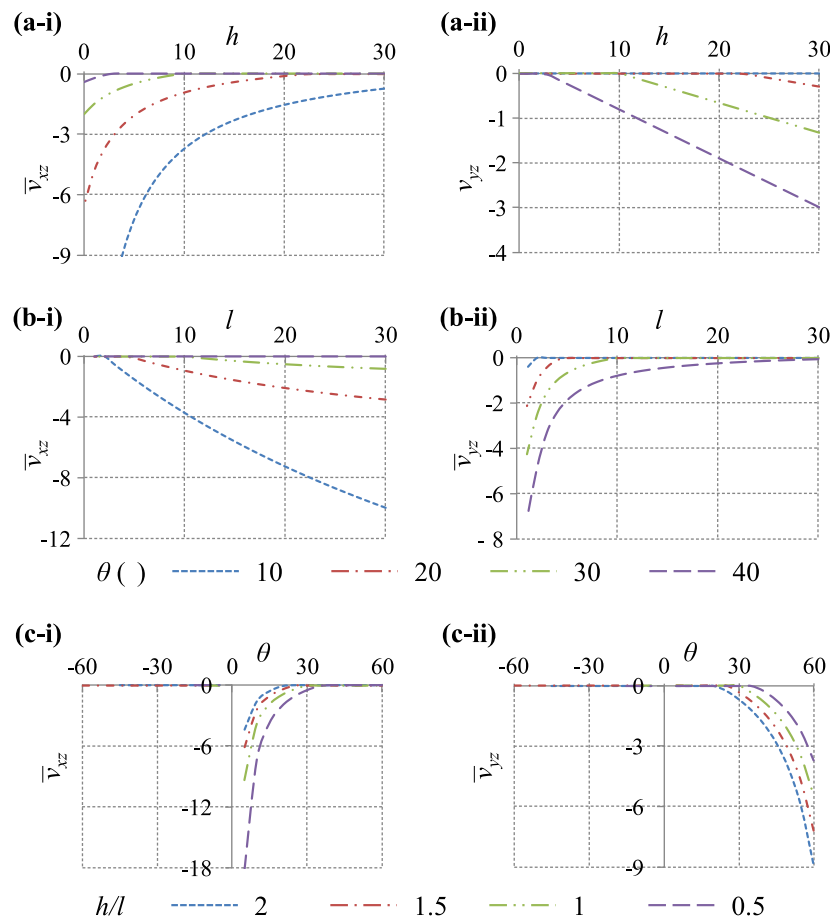 (a-i)
h
0 10 20 30
0
-3
-6
-9
v̅xz
(a-ii)
h
0 10 20 30
0
-1
-2
-3
-4
vyz
(b-i)
l
0 10 20 30
0
-4
-8
-12
v̅xz
(b-ii)
l
0 10 20 30
0
-2
-4
-6
- 8
v̅yz
θ ( ) 10 20 30 40
(c-i)
θ
-60 -30 0 30 60
0
-6
-12
-18
v̅xz
(c-ii)
θ
-60 -30 0 30 60
0
-3
-6
-9
v̅yz
h/l 2 1.5 1 0.5